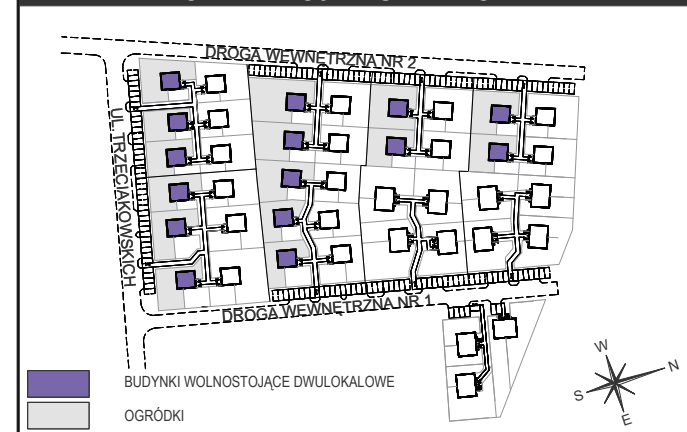 DROGA WEWNĘTRZNA NR 2
UL. TRZECIAKOWSKICH
DROGA WEWNĘTRZNA NR 1
BUDYNKI WOLNOSTOJĄCE DWULOKALOWE
OGRÓDKI
W
N
S
E